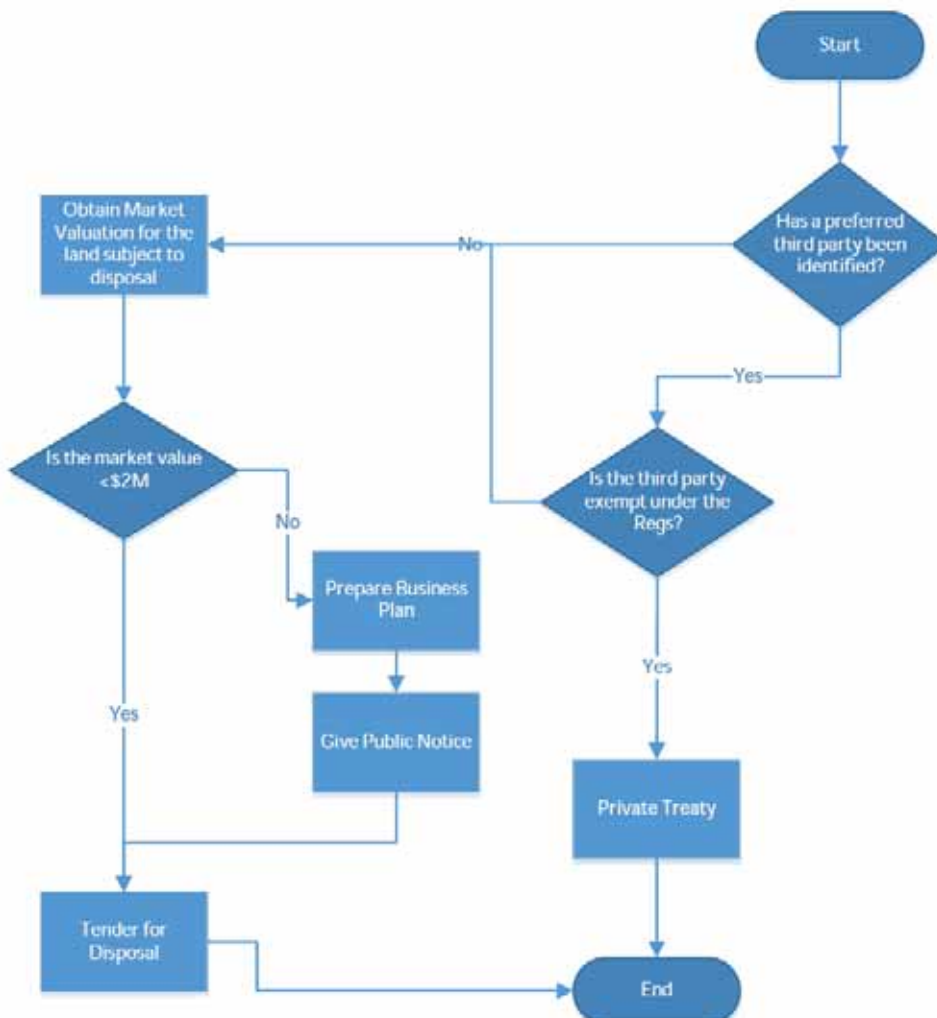 Start
Has a preferred
third party been
identified?
Obtain Market
Valuation for the
land subject to
disposal
No
Yes
Is the market value
<$2M
Is the third party
exempt under the
Regs?
No
Prepare Business
Plan
Yes
Yes
Give Public Notice
Private Treaty
Tender for
Disposal
End